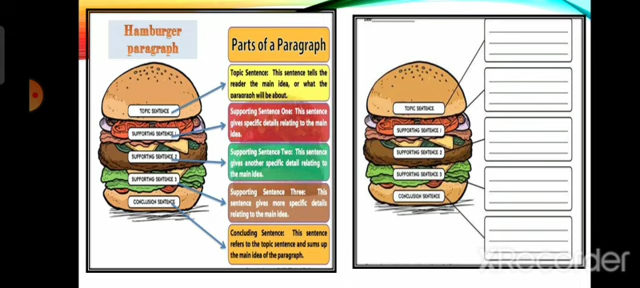 Hamburger
paragraph
Parts of a Paragraph
Topic Sentence: This sentence tells the
reader the main idea, or what the
paragraph will be about.
Supporting Sentence One: This sentence
gives specific details relating to the main
idea.
Supporting Sentence Two: This sentence
gives another specific detail relating to
the main idea.
Supporting Sentence Three: This
sentence gives more specific details
relating to the main idea.
Concluding Sentence: This sentence
refers to the topic sentence and sums up
the main idea of the paragraph.
TOPIC SENTENCE
SUPPORTING SENTENCE 1
SUPPORTING SENTENCE 2
SUPPORTING SENTENCE 3
CONCLUSION SENTENCE
TOPIC SENTENCE
SUPPORTING SENTENCE 1
SUPPORTING SENTENCE 2
SUPPORTING SENTENCE 3
CONCLUSION SENTENCE
XRecorder